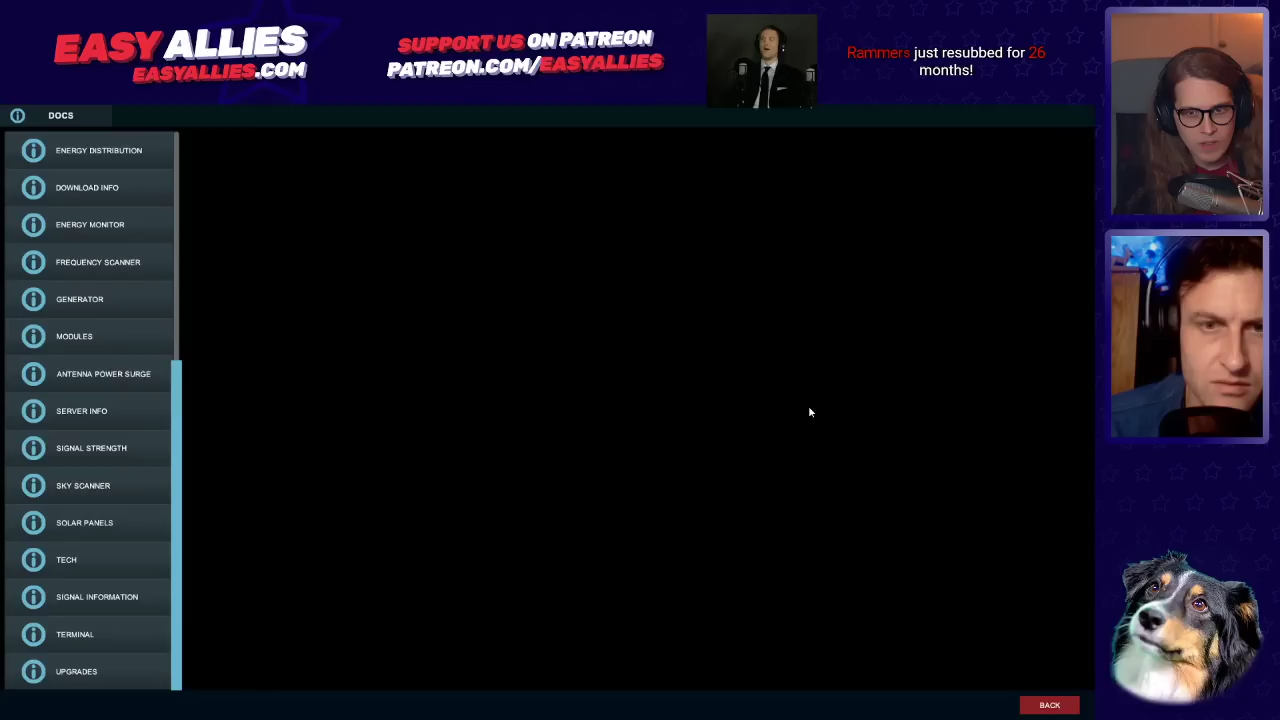 EASY ALLIES
EASYALLIES.COM
SUPPORT US ON PATREON
PATREON.COM/EASYALLIES
Rammers just resubbed for 26
months!
DOCS
ENERGY DISTRIBUTION
DOWNLOAD INFO
ENERGY MONITOR
FREQUENCY SCANNER
GENERATOR
MODULES
ANTENNA POWER SURGE
SERVER INFO
SIGNAL STRENGTH
SKY SCANNER
SOLAR PANELS
TECH
SIGNAL INFORMATION
TERMINAL
UPGRADES
BACK